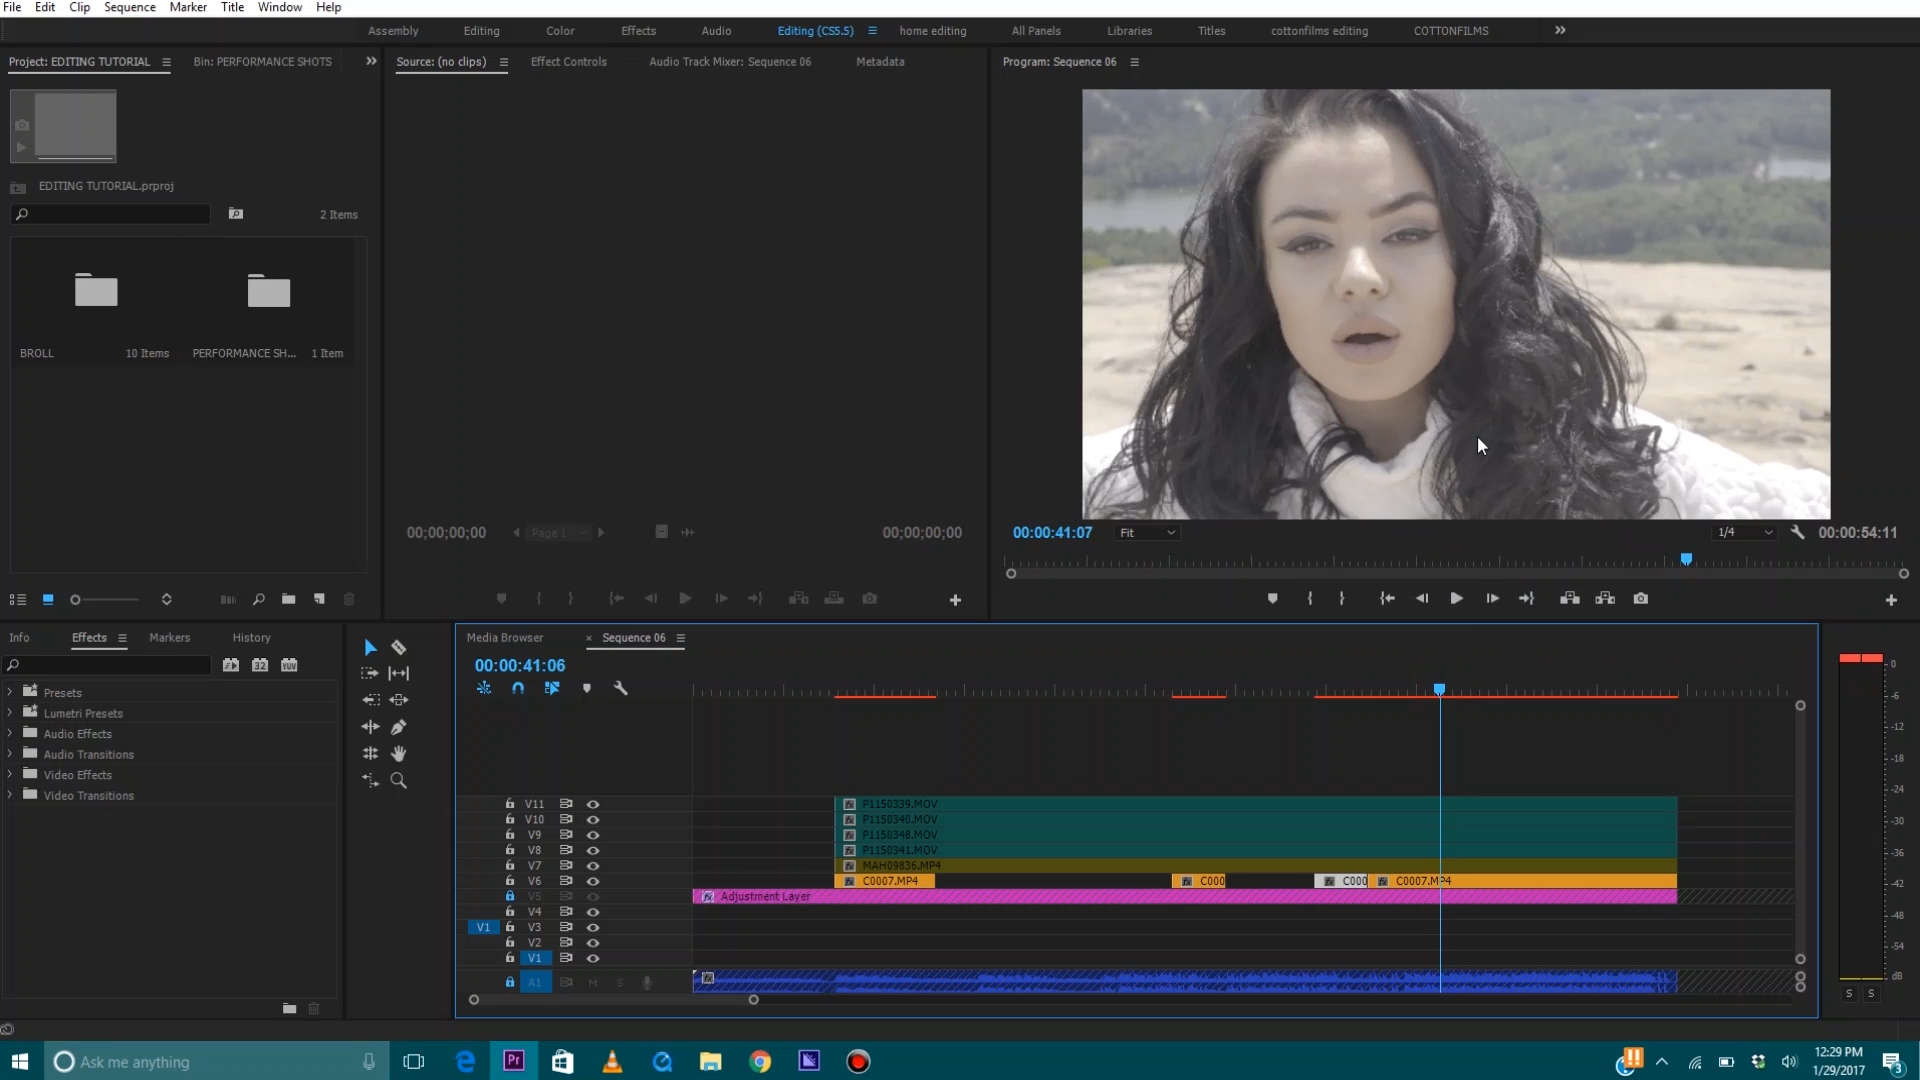 File Edit Clip Sequence Marker Title Window Help
Assembly Editing Color Effects Audio Editing (CS5.5) home editing All Panels Libraries Titles cottonfilms editing COTTONFILMS
Project: EDITING TUTORIAL Bin: PERFORMANCE SHOTS
Source: (no clips) Effect Controls Audio Track Mixer: Sequence 06 Metadata
Program: Sequence 06
EDITING TUTORIAL.prproj
2 Items
BROLL 10 Items PERFORMANCE SH... 1 Item
00;00;00;00 Page 1 00;00;00;00
00:00:41:07 Fit 1/4 00:00:54:11
Info Effects Markers History
Presets
Lumetri Presets
Audio Effects
Audio Transitions
Video Effects
Video Transitions
Media Browser × Sequence 06
00:00:41:06
V11 P1150339.MOV
V10 P1150340.MOV
V9 P1150348.MOV
V8 P1150341.MOV
V7 MAH09836.MP4
V6 C0007.MP4 C000 C000 C0007.MP4
V5 Adjustment Layer
V4
V1 V3
V2
V1
A1 M S
0
-6
-12
-18
-24
-30
-36
-42
-48
-54
dB
S S
Ask me anything
Pr
12:29 PM
1/29/2017
3